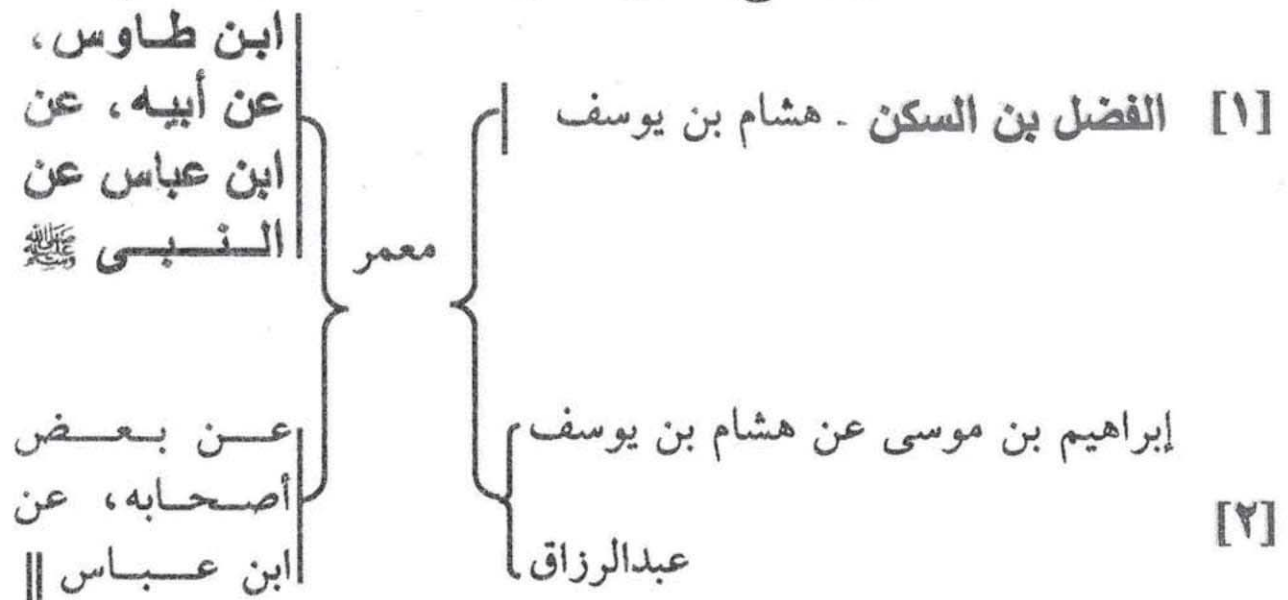 [١] الفضل بن السكن - هشام بن يوسف
معمر
ابن طاوس،
عن أبيه، عن
ابن عباس عن
النبي ﷺ
[٢]
إبراهيم بن موسى عن هشام بن يوسف
عبدالرزاق
عن بعض
أصحابه، عن
ابن عباس ||